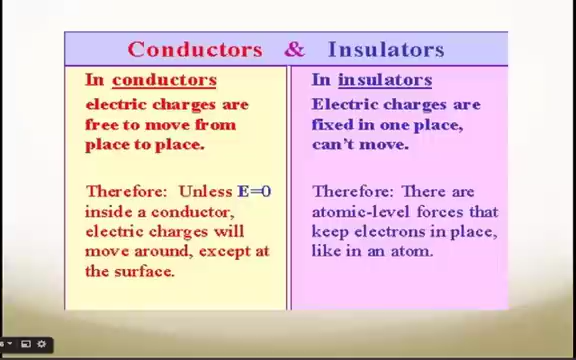 Conductors & Insulators
In conductors
electric charges are
free to move from
place to place.
Therefore: Unless E=0
inside a conductor,
electric charges will
move around, except at
the surface.
In insulators
Electric charges are
fixed in one place,
can't move.
Therefore: There are
atomic-level forces that
keep electrons in place,
like in an atom.